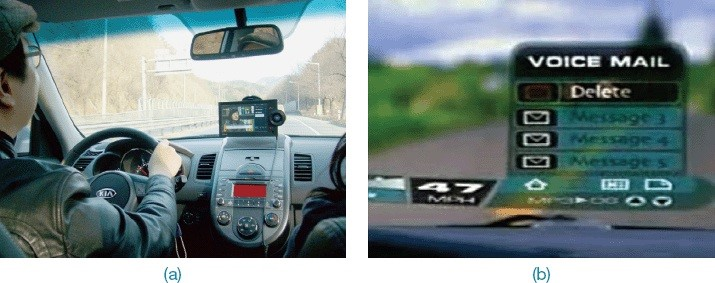 KIA
(a)
VOICE MAIL
Delete
Message 3
Message 4
Message 5
47
MPH
(b)